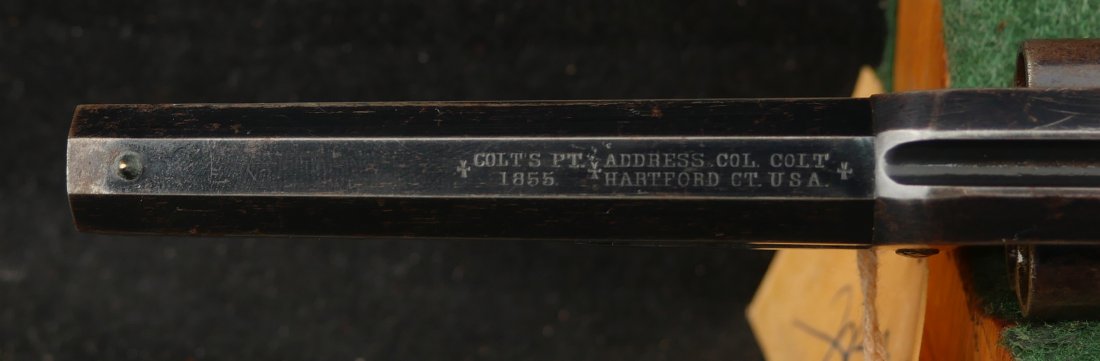 COLT'S PT.
1855
ADDRESS. COL. COLT
HARTFORD CT. U.S.A.